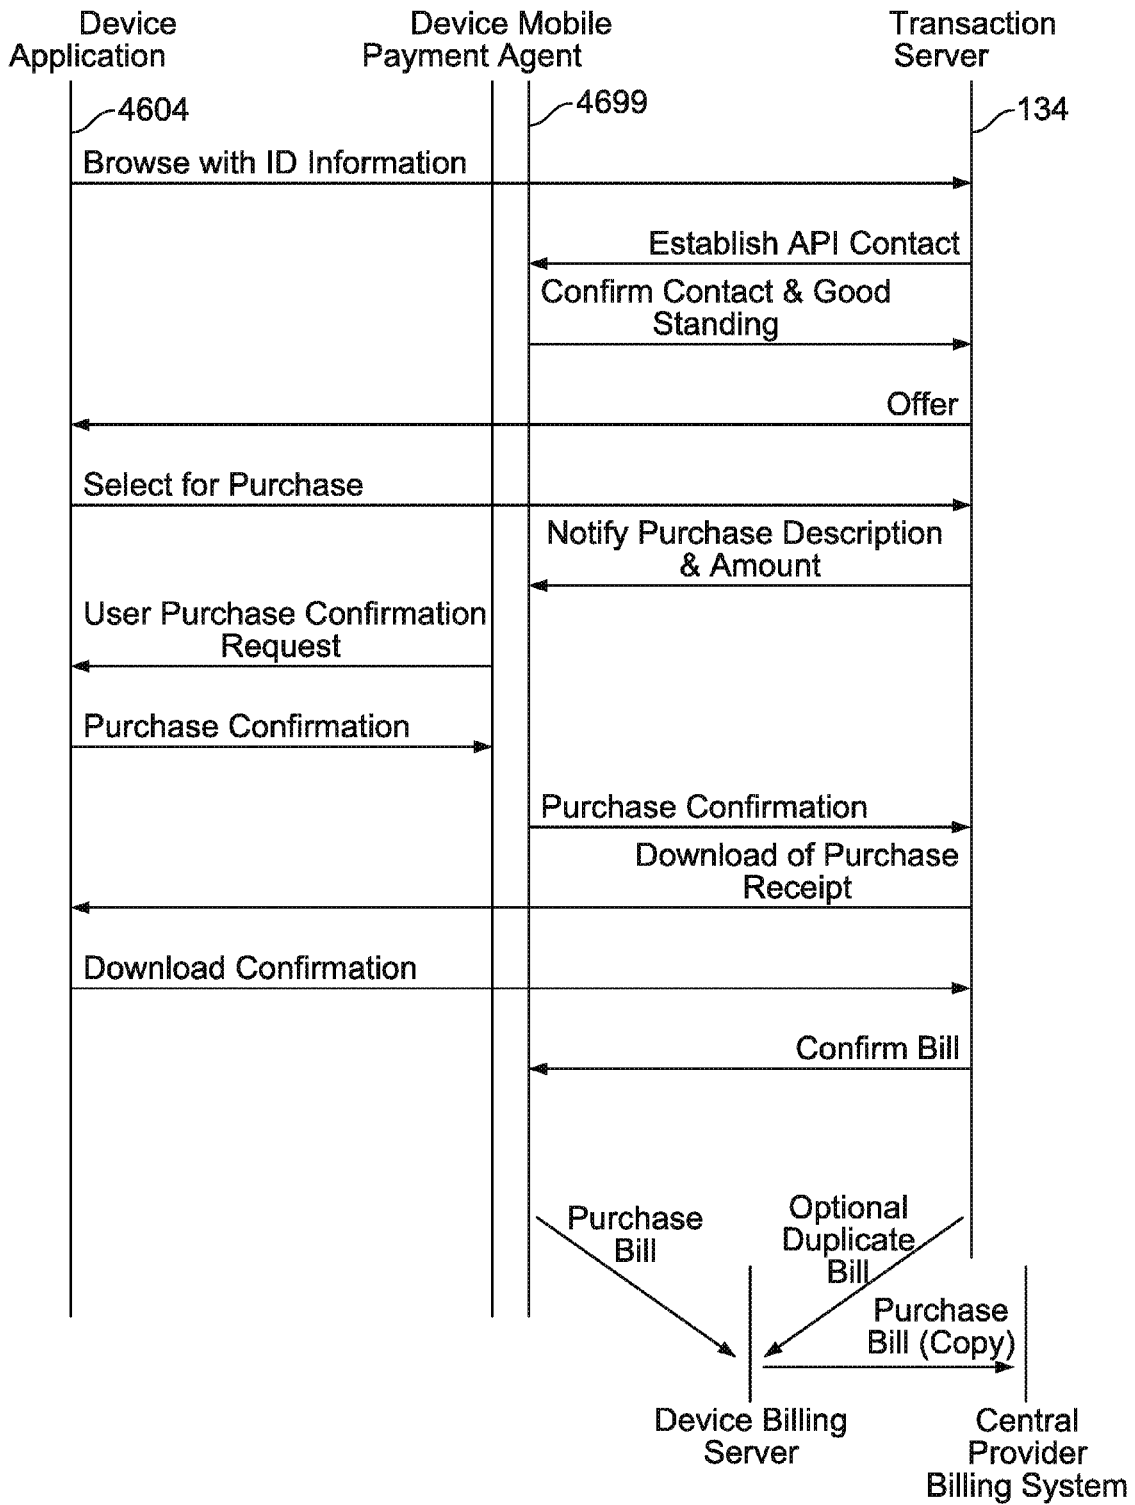 Device
Application
Device Mobile
Payment Agent
Transaction
Server
4604
4699
134
Browse with ID Information
Establish API Contact
Confirm Contact & Good
Standing
Offer
Select for Purchase
Notify Purchase Description
& Amount
User Purchase Confirmation
Request
Purchase Confirmation
Purchase Confirmation
Download of Purchase
Receipt
Download Confirmation
Confirm Bill
Purchase
Bill
Optional
Duplicate
Bill
Purchase
Bill (Copy)
Device Billing
Server
Central
Provider
Billing System